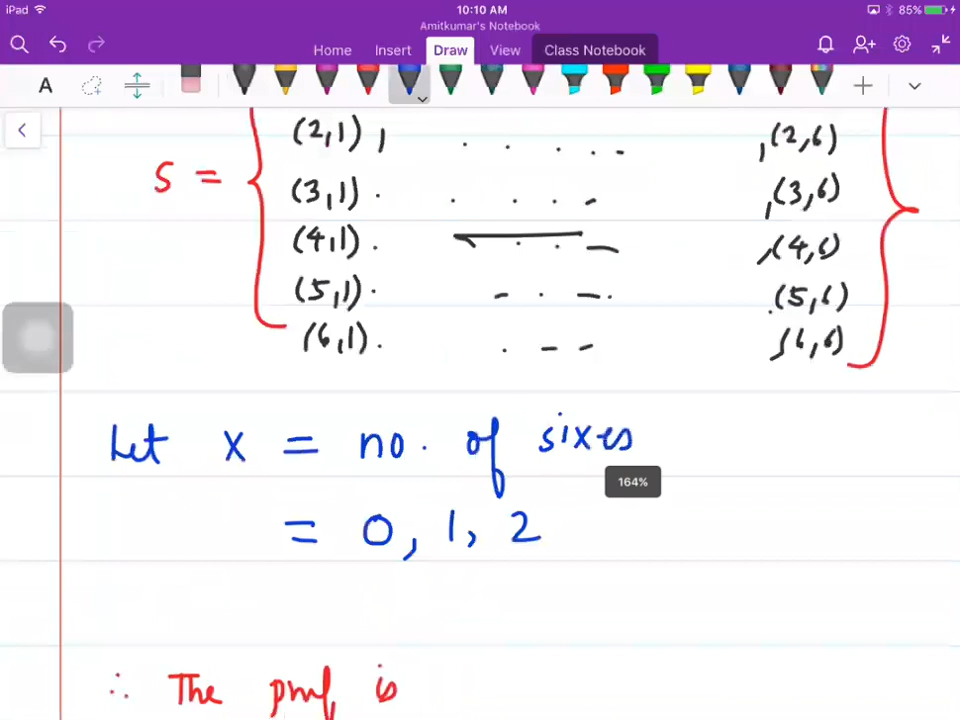 iPad 10:10 AM 85%
Amitkumar's Notebook
Home Insert Draw View Class Notebook
A
(2,1), . . . . . ,(2,6)
S =
(3,1) . . . . - ,(3,6)
(4,1) . . . - ,(4,6)
(5,1) . - . - . .(5,6)
(6,1) . . - - ,(6,6)
Let x = no. of sixes
164%
= 0, 1, 2
∴ The pmf is